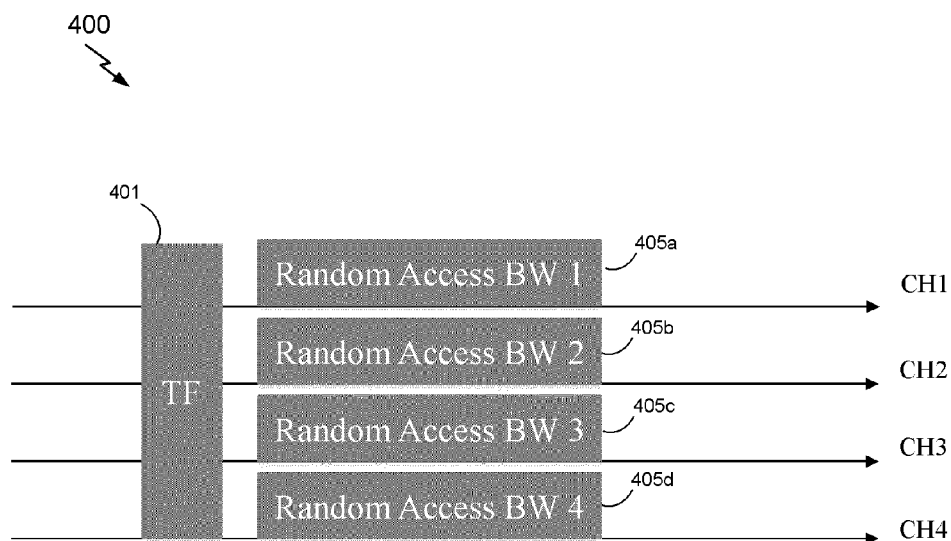 400
401
Random Access BW 1
405a
CH1
Random Access BW 2
405b
CH2
TF
Random Access BW 3
405c
CH3
Random Access BW 4
405d
CH4